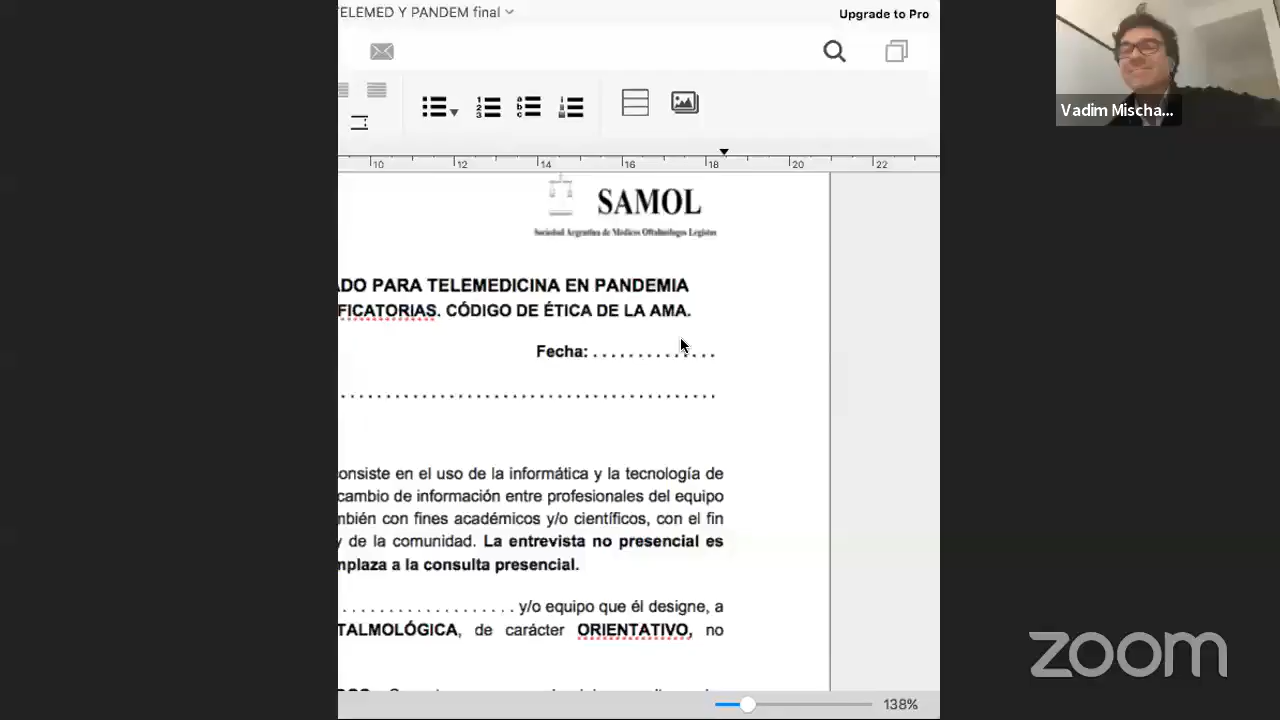 TELEMED Y PANDEM final
Upgrade to Pro
Vadim Mischa...
10 12 14 16 18 20 22
SAMOL
Sociedad Argentina de Médicos Oftalmólogos Legistas
ADO PARA TELEMEDICINA EN PANDEMIA
FICATORIAS. CÓDIGO DE ÉTICA DE LA AMA.
Fecha: . . . . . . . . . . . . . .
onsiste en el uso de la informática y la tecnología de
cambio de información entre profesionales del equipo
mbién con fines académicos y/o científicos, con el fin
y de la comunidad. La entrevista no presencial es
mplaza a la consulta presencial.
. . . . . . . . . . . . . . . . . . . . y/o equipo que él designe, a
TALMOLÓGICA, de carácter ORIENTATIVO, no
zoom
138%